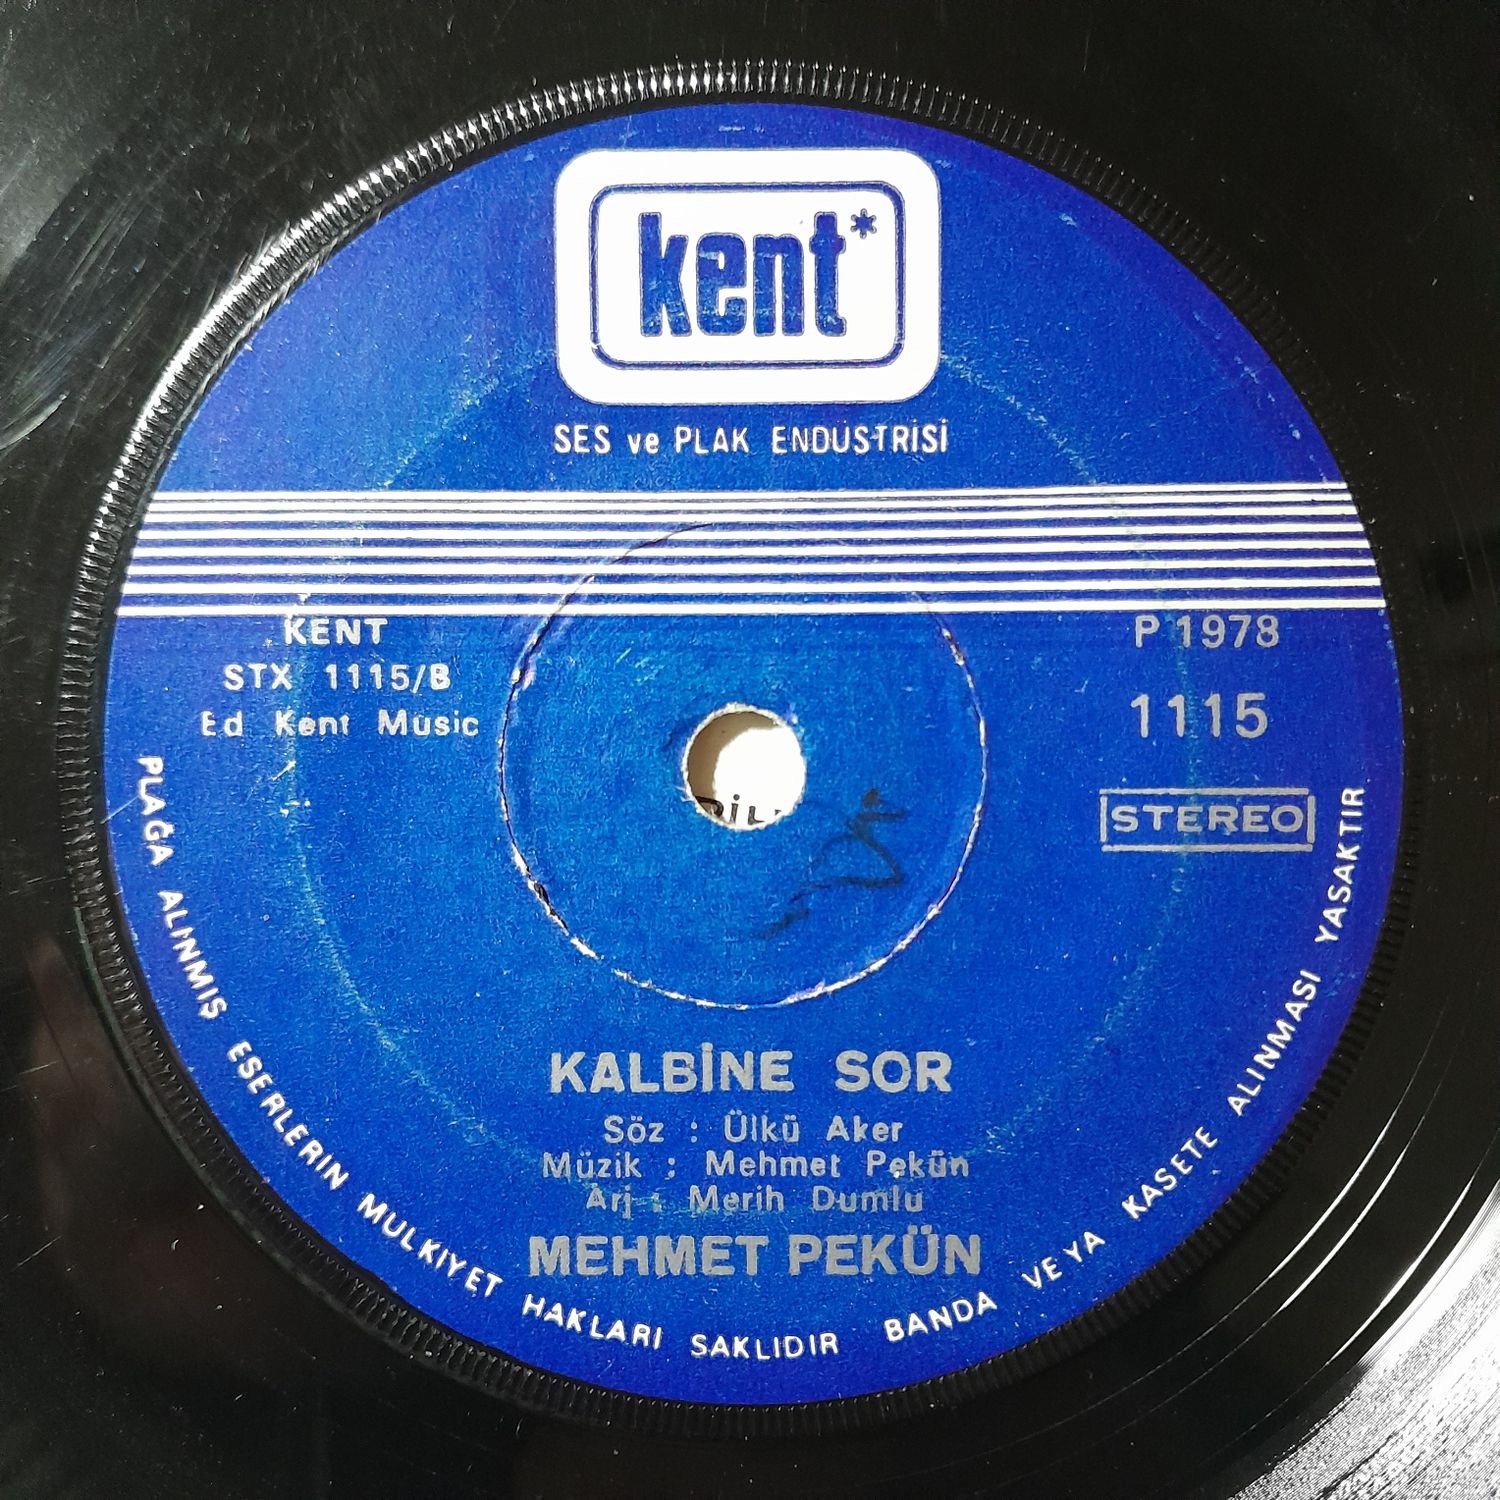 kent*
SES ve PLAK ENDÜSTRİSİ
KENT
STX 1115/B
Ed Kent Music
P 1978
1115
STEREO
KALBİNE SOR
Söz : Ülkü Aker
Müzik : Mehmet Pekün
Arj : Merih Dumlu
MEHMET PEKÜN
PLAĞA ALINMIŞ ESERLERIN MULKIYET HAKLARI SAKLIDIR BANDA VE YA KASETE ALINMASI YASAKTIR